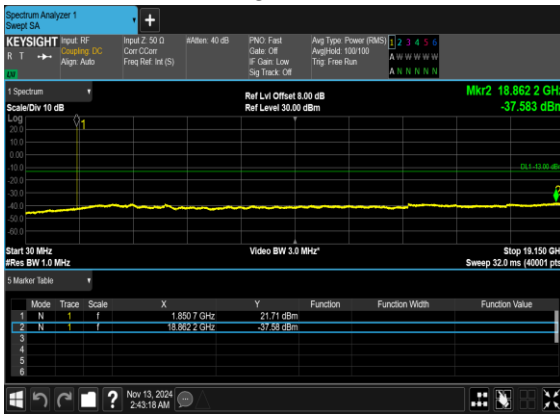 Spectrum Analyzer 1
Swept SA
+
KEYSIGHT Input: RF Input Z: 50 Ω #Atten: 40 dB PNO: Fast Avg Type: Power (RMS) 1 2 3 4 5 6
R T Coupling: DC Corr CCorr Gate: Off Avg|Hold: 100/100 A W W W W W
Align: Auto Freq Ref: Int (S) IF Gain: Low Trig: Free Run
Sig Track: Off A N N N N N
1 Spectrum Ref Lvl Offset 8.00 dB Mkr2 18.862 2 GHz
Scale/Div 10 dB Ref Level 30.00 dBm -37.583 dBm
Log
20.0 1
10.0
0.00
-10.0 DL1 -13.00 dBm
-20.0
-30.0
-40.0
-50.0
-60.0
Start 30 MHz Video BW 3.0 MHz* Stop 19.150 GH
#Res BW 1.0 MHz Sweep 32.0 ms (40001 pts
5 Marker Table
Mode Trace Scale X Y Function Function Width Function Value
1 N 1 f 1.850 7 GHz 21.71 dBm
2 N 1 f 18.862 2 GHz -37.58 dBm
3
4
5
6
? Nov 13, 2024
2:43:18 AM